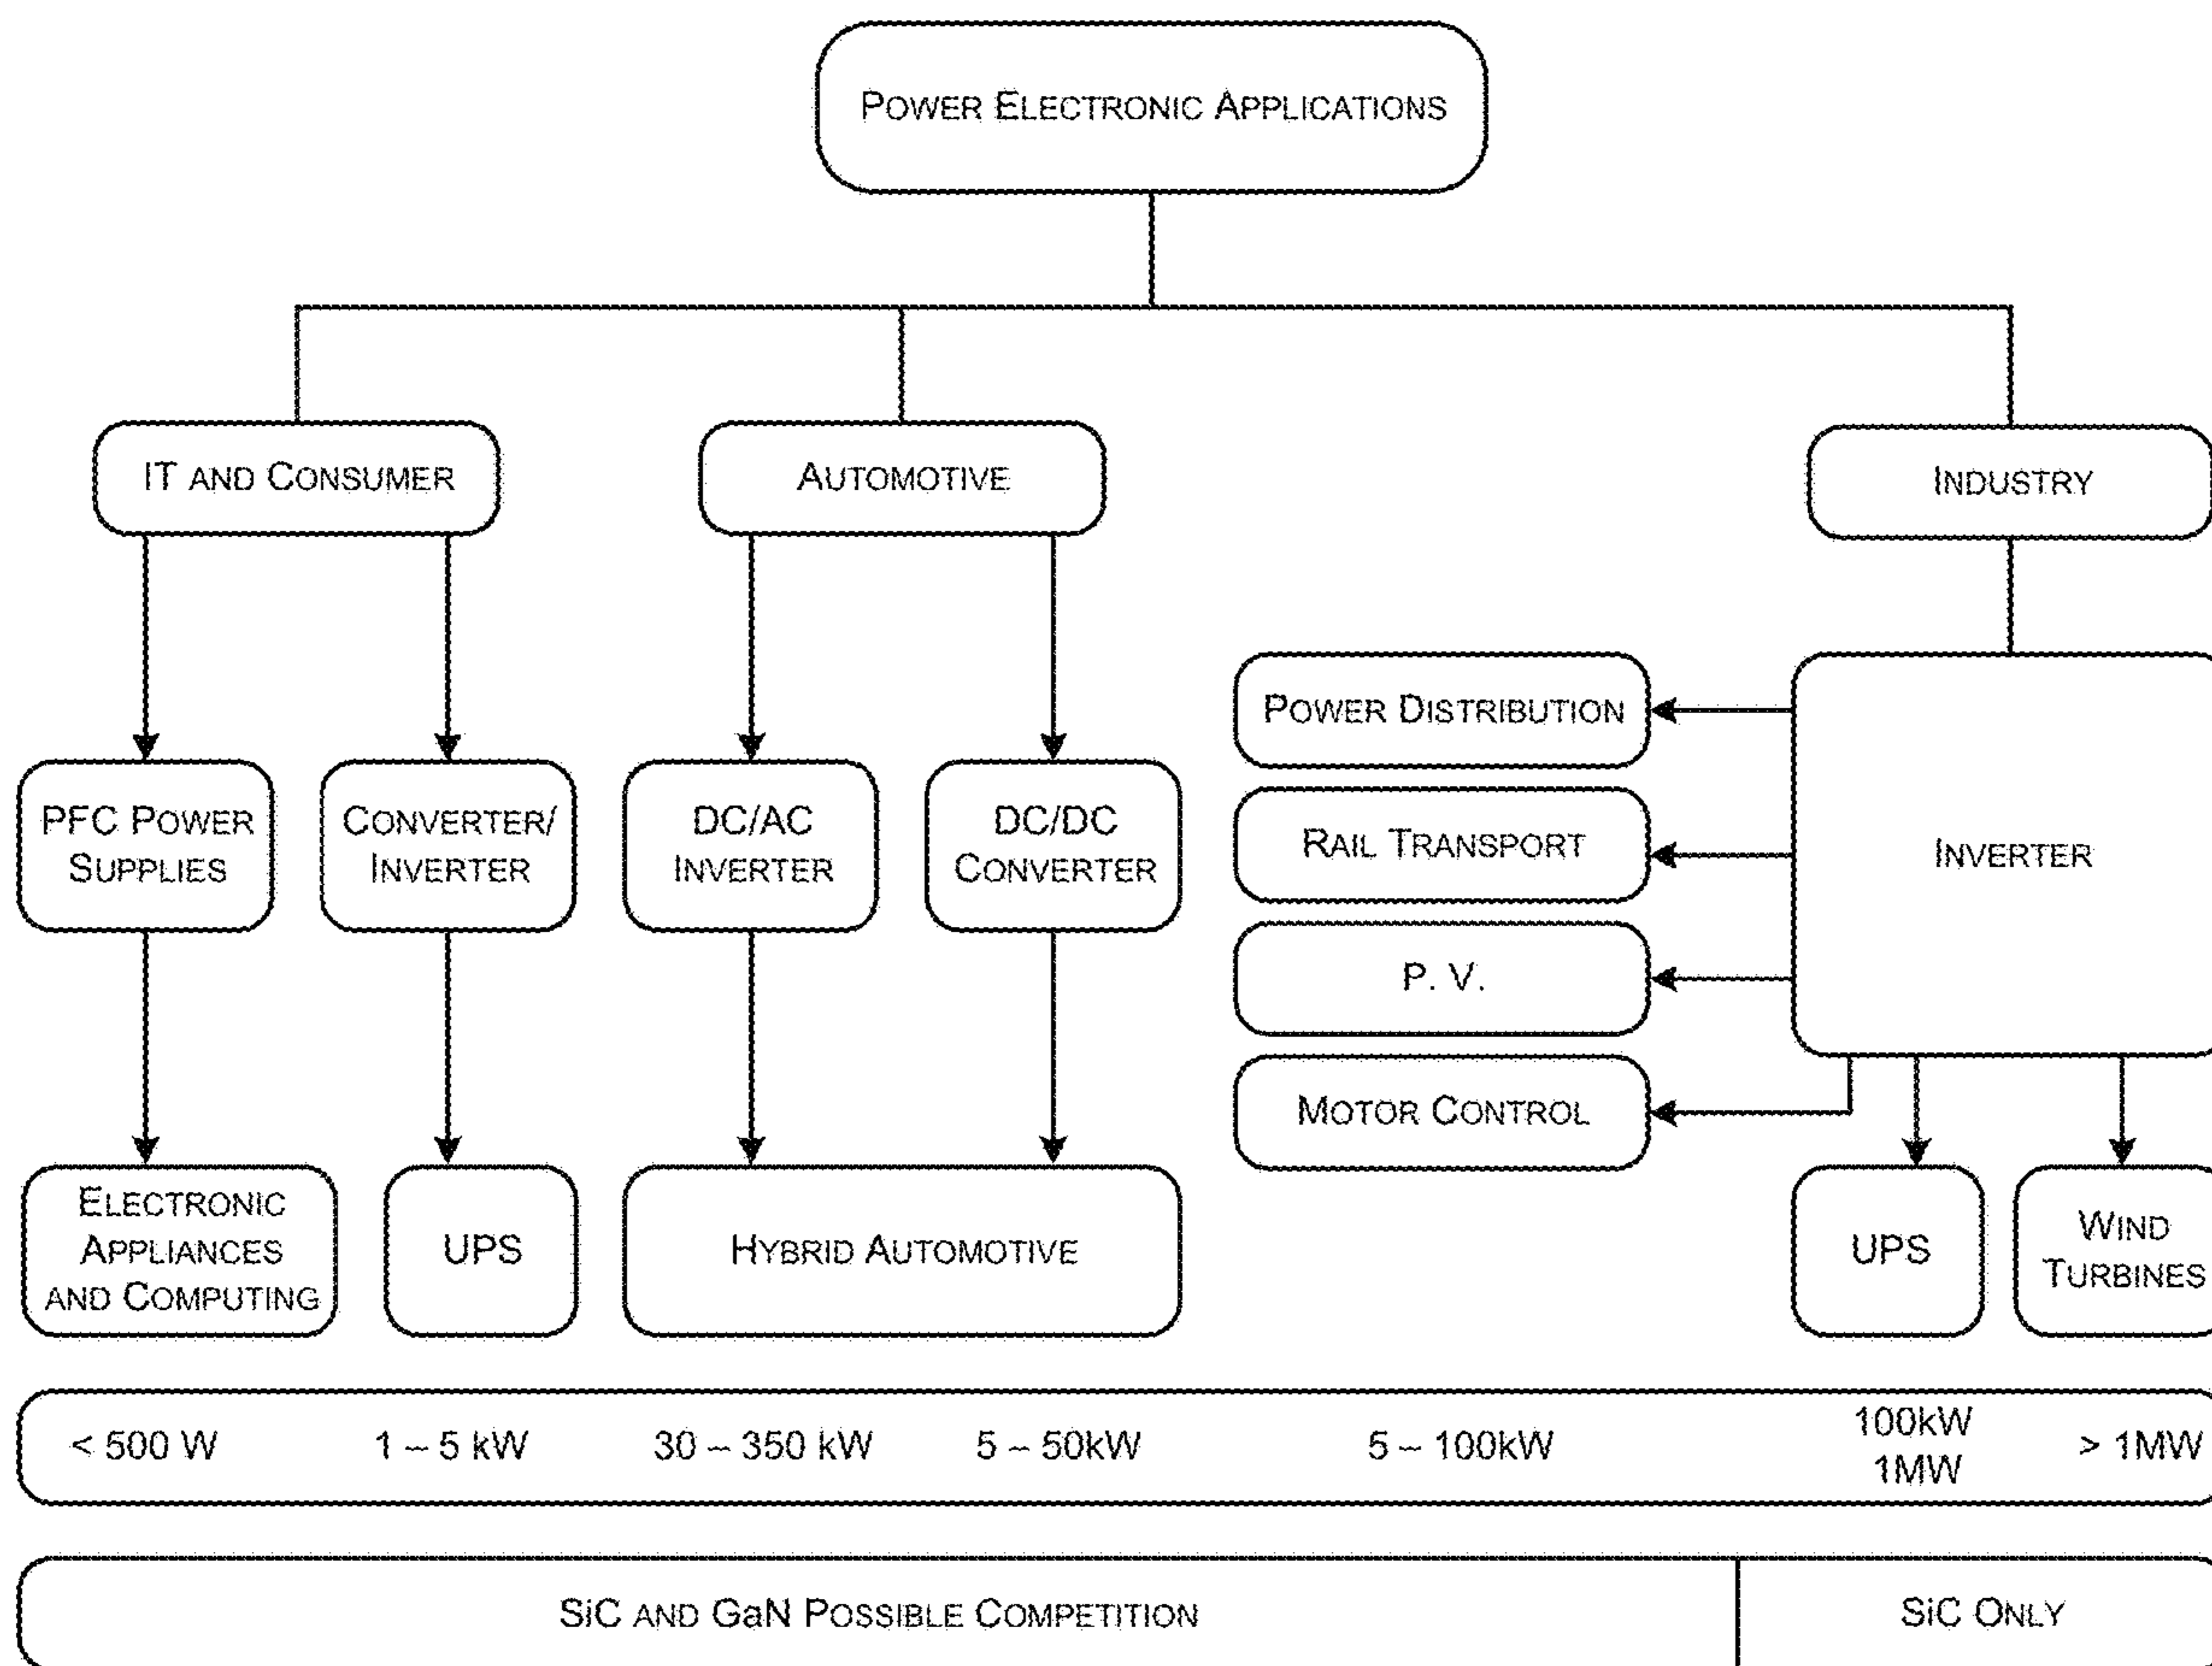 POWER ELECTRONIC APPLICATIONS
IT AND CONSUMER
AUTOMOTIVE
INDUSTRY
PFC POWER
SUPPLIES
CONVERTER/
INVERTER
DC/AC
INVERTER
DC/DC
CONVERTER
POWER DISTRIBUTION
RAIL TRANSPORT
P. V.
MOTOR CONTROL
INVERTER
ELECTRONIC
APPLIANCES
AND COMPUTING
UPS
HYBRID AUTOMOTIVE
UPS
WIND
TURBINES
< 500 W
1 – 5 kW
30 – 350 kW
5 – 50kW
5 – 100kW
100kW
1MW
> 1MW
SiC AND GaN POSSIBLE COMPETITION
SiC ONLY